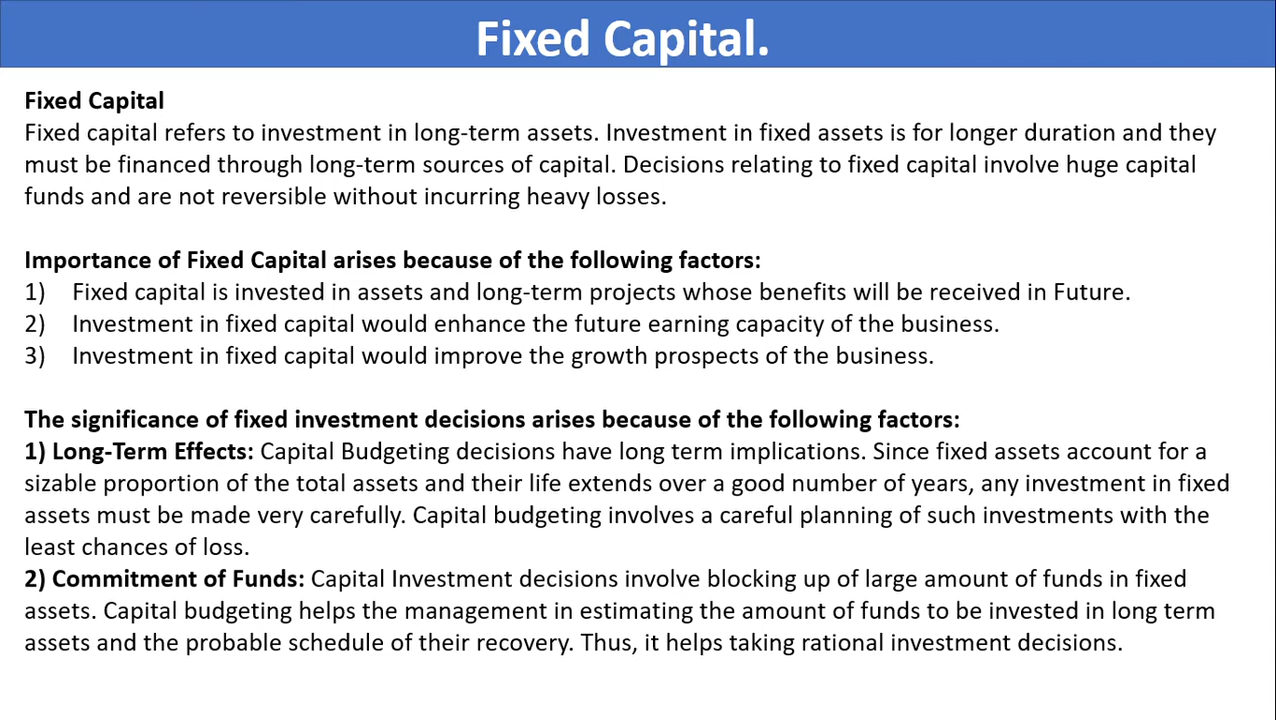 Fixed Capital.
Fixed Capital
Fixed capital refers to investment in long-term assets. Investment in fixed assets is for longer duration and they
must be financed through long-term sources of capital. Decisions relating to fixed capital involve huge capital
funds and are not reversible without incurring heavy losses.
Importance of Fixed Capital arises because of the following factors:
1) Fixed capital is invested in assets and long-term projects whose benefits will be received in Future.
2) Investment in fixed capital would enhance the future earning capacity of the business.
3) Investment in fixed capital would improve the growth prospects of the business.
The significance of fixed investment decisions arises because of the following factors:
1) Long-Term Effects: Capital Budgeting decisions have long term implications. Since fixed assets account for a
sizable proportion of the total assets and their life extends over a good number of years, any investment in fixed
assets must be made very carefully. Capital budgeting involves a careful planning of such investments with the
least chances of loss.
2) Commitment of Funds: Capital Investment decisions involve blocking up of large amount of funds in fixed
assets. Capital budgeting helps the management in estimating the amount of funds to be invested in long term
assets and the probable schedule of their recovery. Thus, it helps taking rational investment decisions.